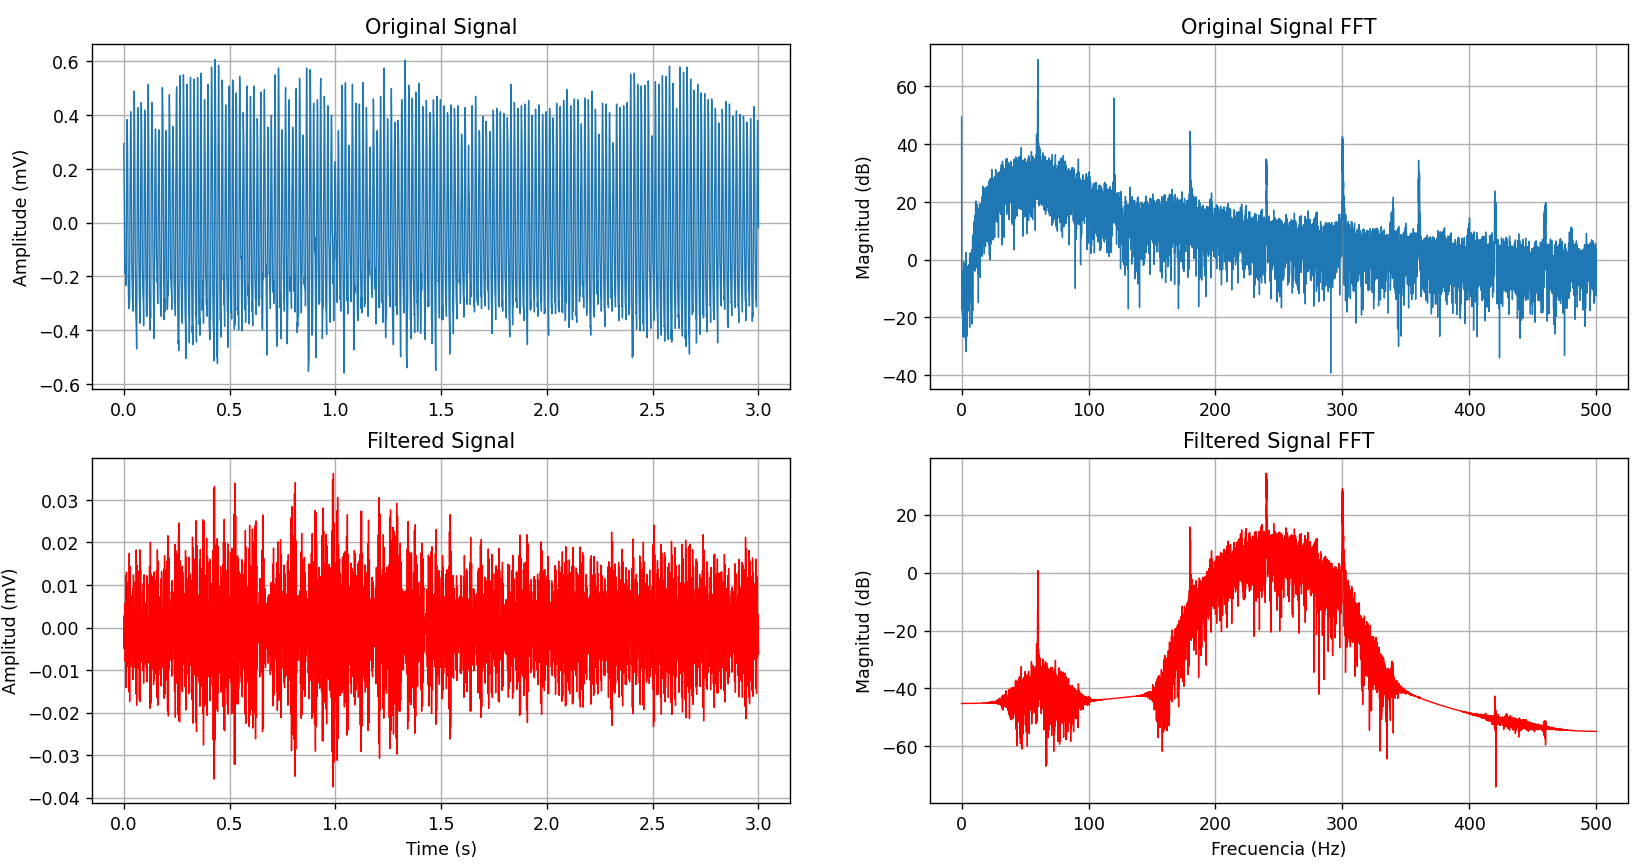 Original Signal
Original Signal FFT
Amplitude (mV)
0.6
0.4
0.2
0.0
−0.2
−0.4
−0.6
0.0 0.5 1.0 1.5 2.0 2.5 3.0
Magnitud (dB)
60
40
20
0
−20
−40
0 100 200 300 400 500
Filtered Signal
Filtered Signal FFT
Amplitud (mV)
0.03
0.02
0.01
0.00
−0.01
−0.02
−0.03
−0.04
0.0 0.5 1.0 1.5 2.0 2.5 3.0
Time (s)
Magnitud (dB)
20
0
−20
−40
−60
0 100 200 300 400 500
Frecuencia (Hz)